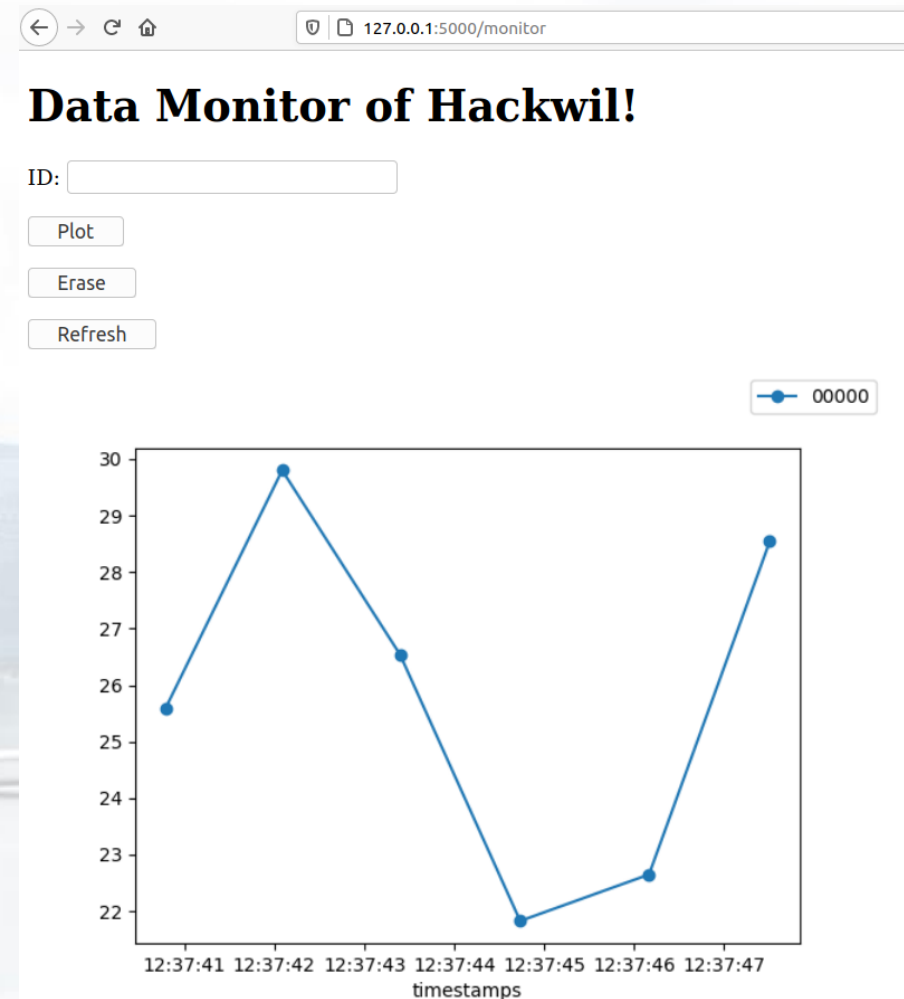 127.0.0.1:5000/monitor
Data Monitor of Hackwil!
ID:
Plot
Erase
Refresh
00000
30
29
28
27
26
25
24
23
22
12:37:41 12:37:42 12:37:43 12:37:44 12:37:45 12:37:46 12:37:47
timestamps